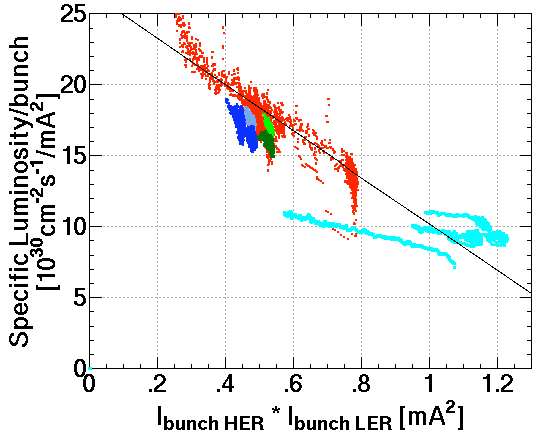 25
20
15
10
5
0
0 .2 .4 .6 .8 1 1.2
Specific Luminosity/bunch
[10³⁰cm⁻²s⁻¹/mA²]
I bunch HER * I bunch LER [mA²]